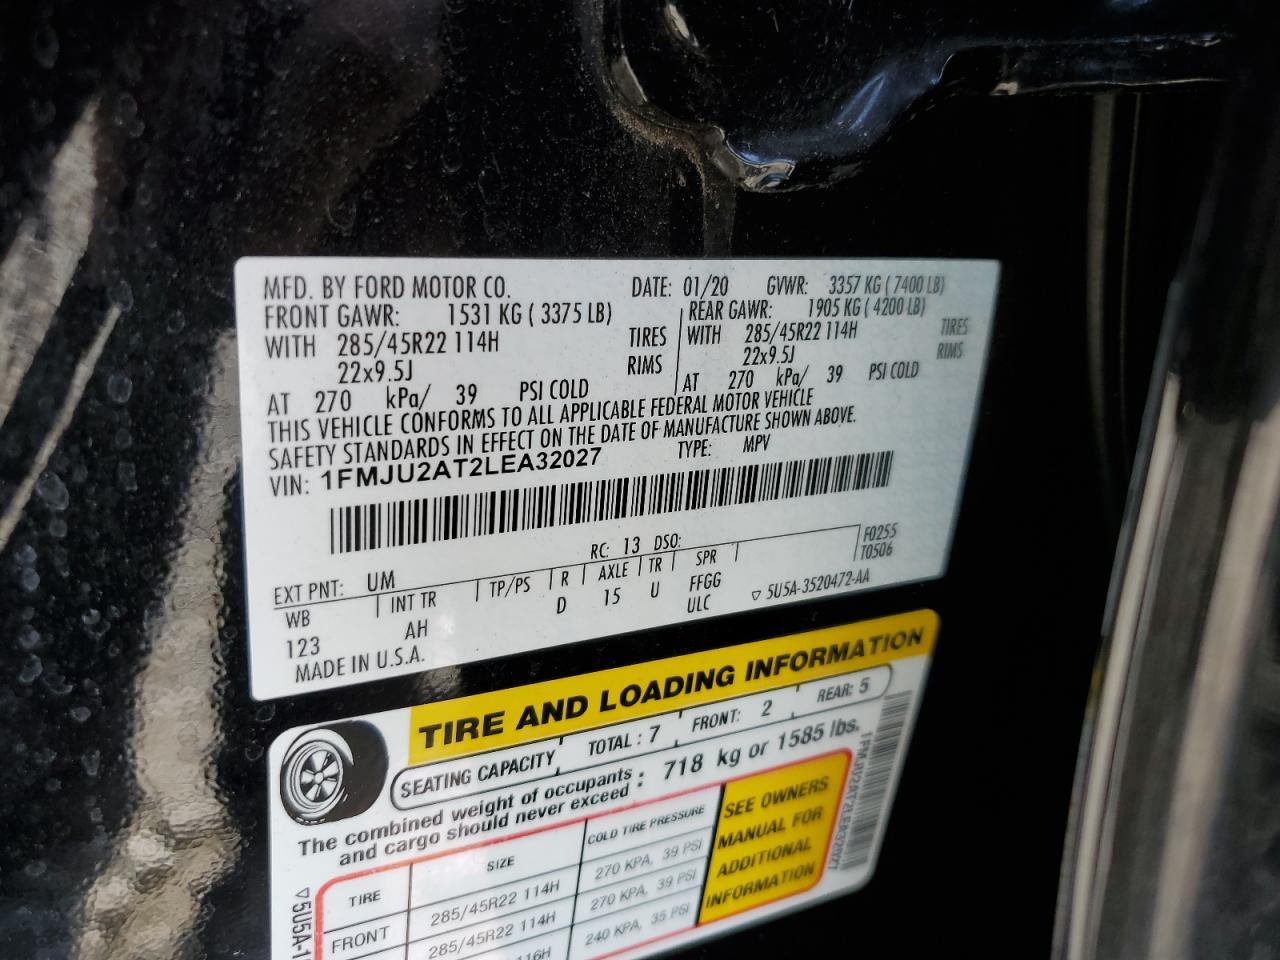 MFD. BY FORD MOTOR CO. DATE: 01/20 GVWR: 3357 KG ( 7400 LB)
FRONT GAWR: 1531 KG ( 3375 LB) REAR GAWR: 1905 KG ( 4200 LB)
WITH 285/45R22 114H TIRES WITH 285/45R22 114H TIRES
22x9.5J RIMS 22x9.5J RIMS
AT 270 kPa/ 39 PSI COLD AT 270 kPa/ 39 PSI COLD
THIS VEHICLE CONFORMS TO ALL APPLICABLE FEDERAL MOTOR VEHICLE
SAFETY STANDARDS IN EFFECT ON THE DATE OF MANUFACTURE SHOWN ABOVE.
VIN: 1FMJU2AT2LEA32027 TYPE: MPV
EXT PNT: UM RC: 13 DSO: F0255
WB INT TR TP/PS R AXLE TR SPR T0506
123 AH D 15 U FFGG ▽ 5U5A-3520472-AA
ULC
MADE IN U.S.A.
TIRE AND LOADING INFORMATION
SEATING CAPACITY TOTAL : 7 FRONT: 2 REAR: 5
The combined weight of occupants
and cargo should never exceed : 718 kg or 1585 lbs.
TIRE SIZE COLD TIRE PRESSURE
FRONT 285/45R22 114H 270 KPA, 39 PSI
285/45R22 114H 270 KPA, 39 PSI
116H 240 KPA, 35 PSI
SEE OWNERS
MANUAL FOR
ADDITIONAL
INFORMATION
1FMJU2AT2LEA32027
▽ 5U5A-1